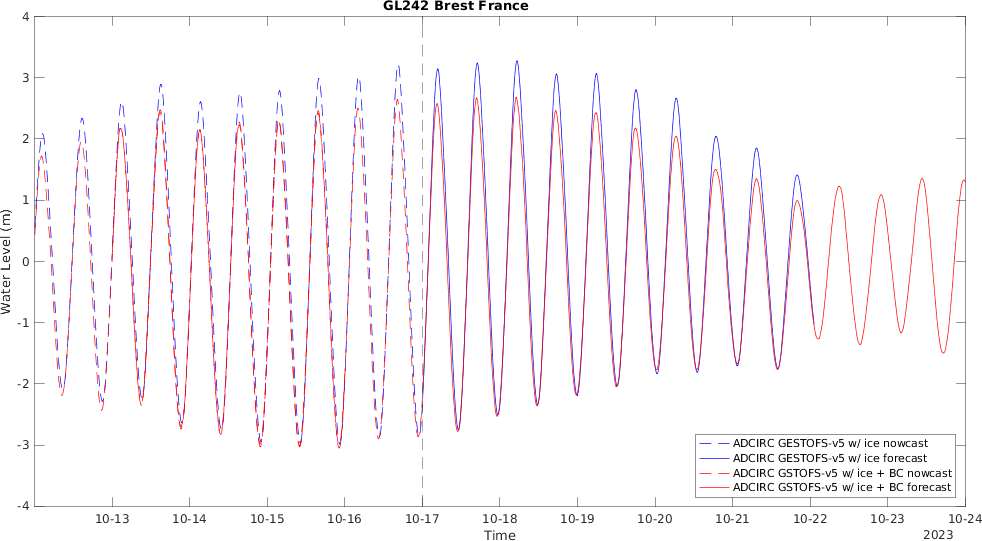 GL242 Brest France
4
3
2
1
0
-1
-2
-3
-4
Water Level (m)
ADCIRC GESTOFS-v5 w/ ice nowcast
ADCIRC GESTOFS-v5 w/ ice forecast
ADCIRC GSTOFS-v5 w/ ice + BC nowcast
ADCIRC GSTOFS-v5 w/ ice + BC forecast
10-13 10-14 10-15 10-16 10-17 10-18 10-19 10-20 10-21 10-22 10-23 10-24
Time
2023